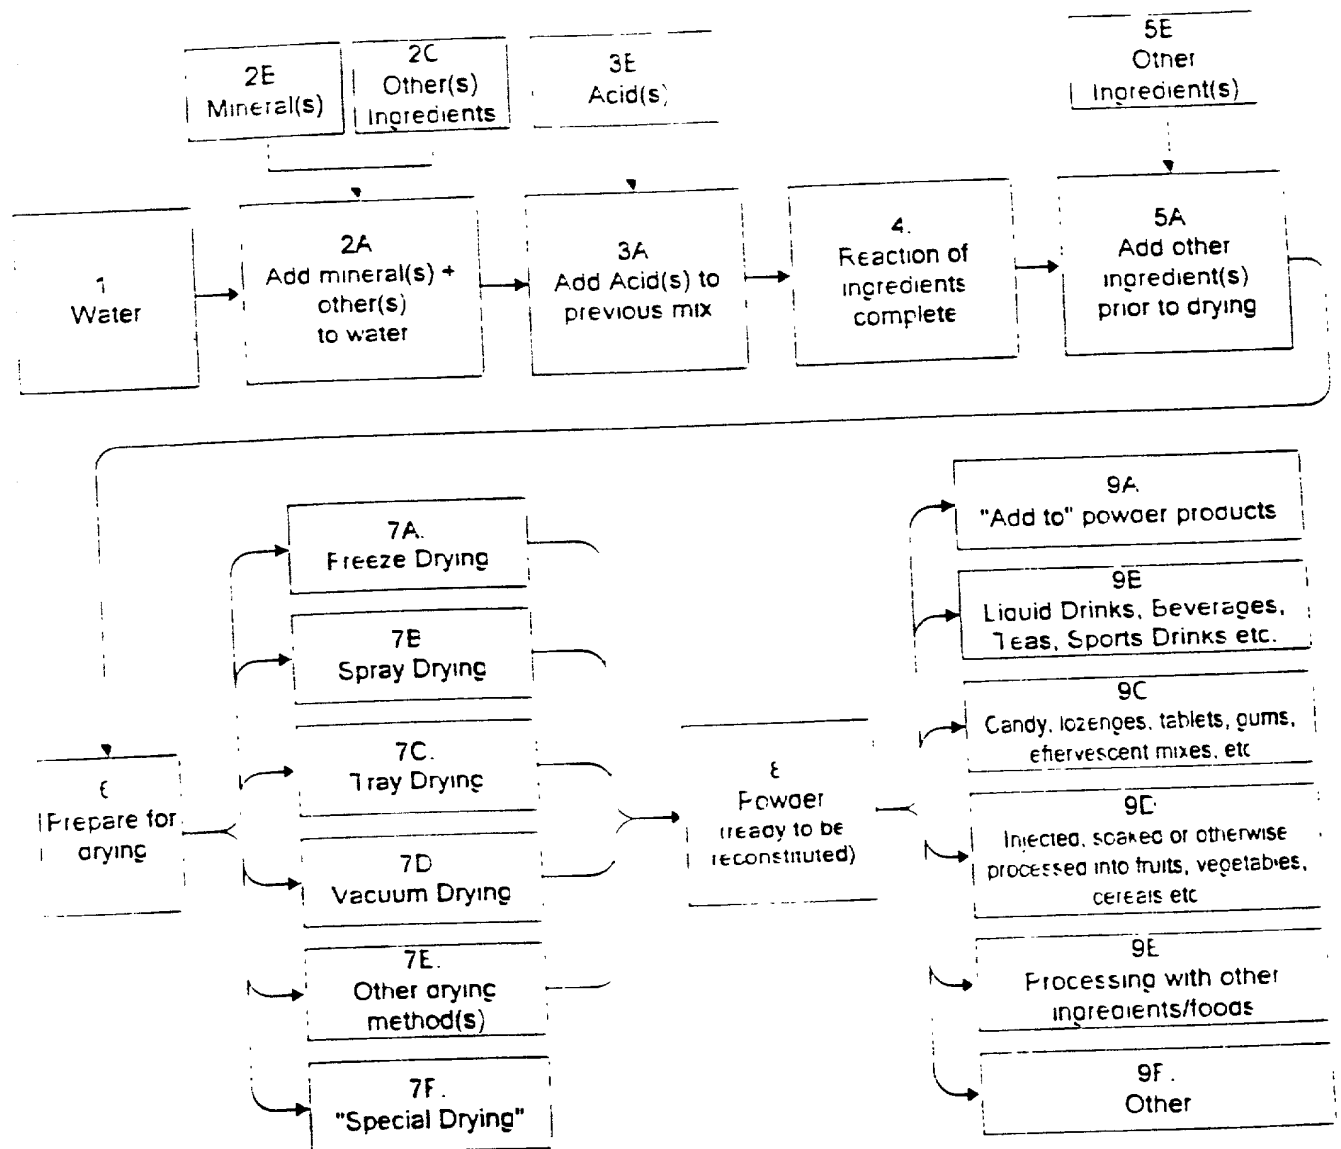 2B
Mineral(s)
2C
Other(s)
Ingredients
3B
Acid(s)
5B
Other
Ingredient(s)
1
Water
2A
Add mineral(s) +
other(s)
to water
3A
Add Acid(s) to
previous mix
4.
Reaction of
ingredients
complete
5A
Add other
ingredient(s)
prior to drying
6
Prepare for
drying
7A.
Freeze Drying
7B
Spray Drying
7C.
Tray Drying
7D
Vacuum Drying
7E.
Other drying
method(s)
7F.
"Special Drying"
8
Powder
(ready to be
reconstituted)
9A
"Add to" powder products
9B
Liquid Drinks, Beverages,
Teas, Sports Drinks etc.
9C
Candy, lozenges, tablets, gums,
effervescent mixes, etc
9D
Injected, soaked or otherwise
processed into fruits, vegetables,
cereals etc
9E
Processing with other
ingredients/foods
9F.
Other